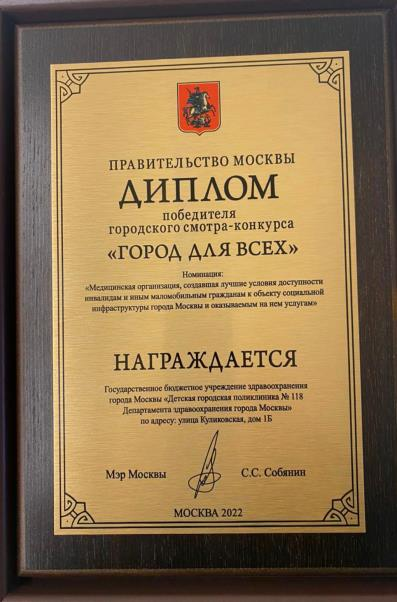 ПРАВИТЕЛЬСТВО МОСКВЫ
ДИПЛОМ
победителя
городского смотра-конкурса
«ГОРОД ДЛЯ ВСЕХ»
Номинация:
«Медицинская организация, создавшая лучшие условия доступности
инвалидам и иным маломобильным гражданам к объекту социальной
инфраструктуры города Москвы и оказываемым на нем услугам»
НАГРАЖДАЕТСЯ
Государственное бюджетное учреждение здравоохранения
города Москвы «Детская городская поликлиника № 118
Департамента здравоохранения города Москвы»
по адресу: улица Куликовская, дом 1Б
Мэр Москвы С.С. Собянин
МОСКВА 2022